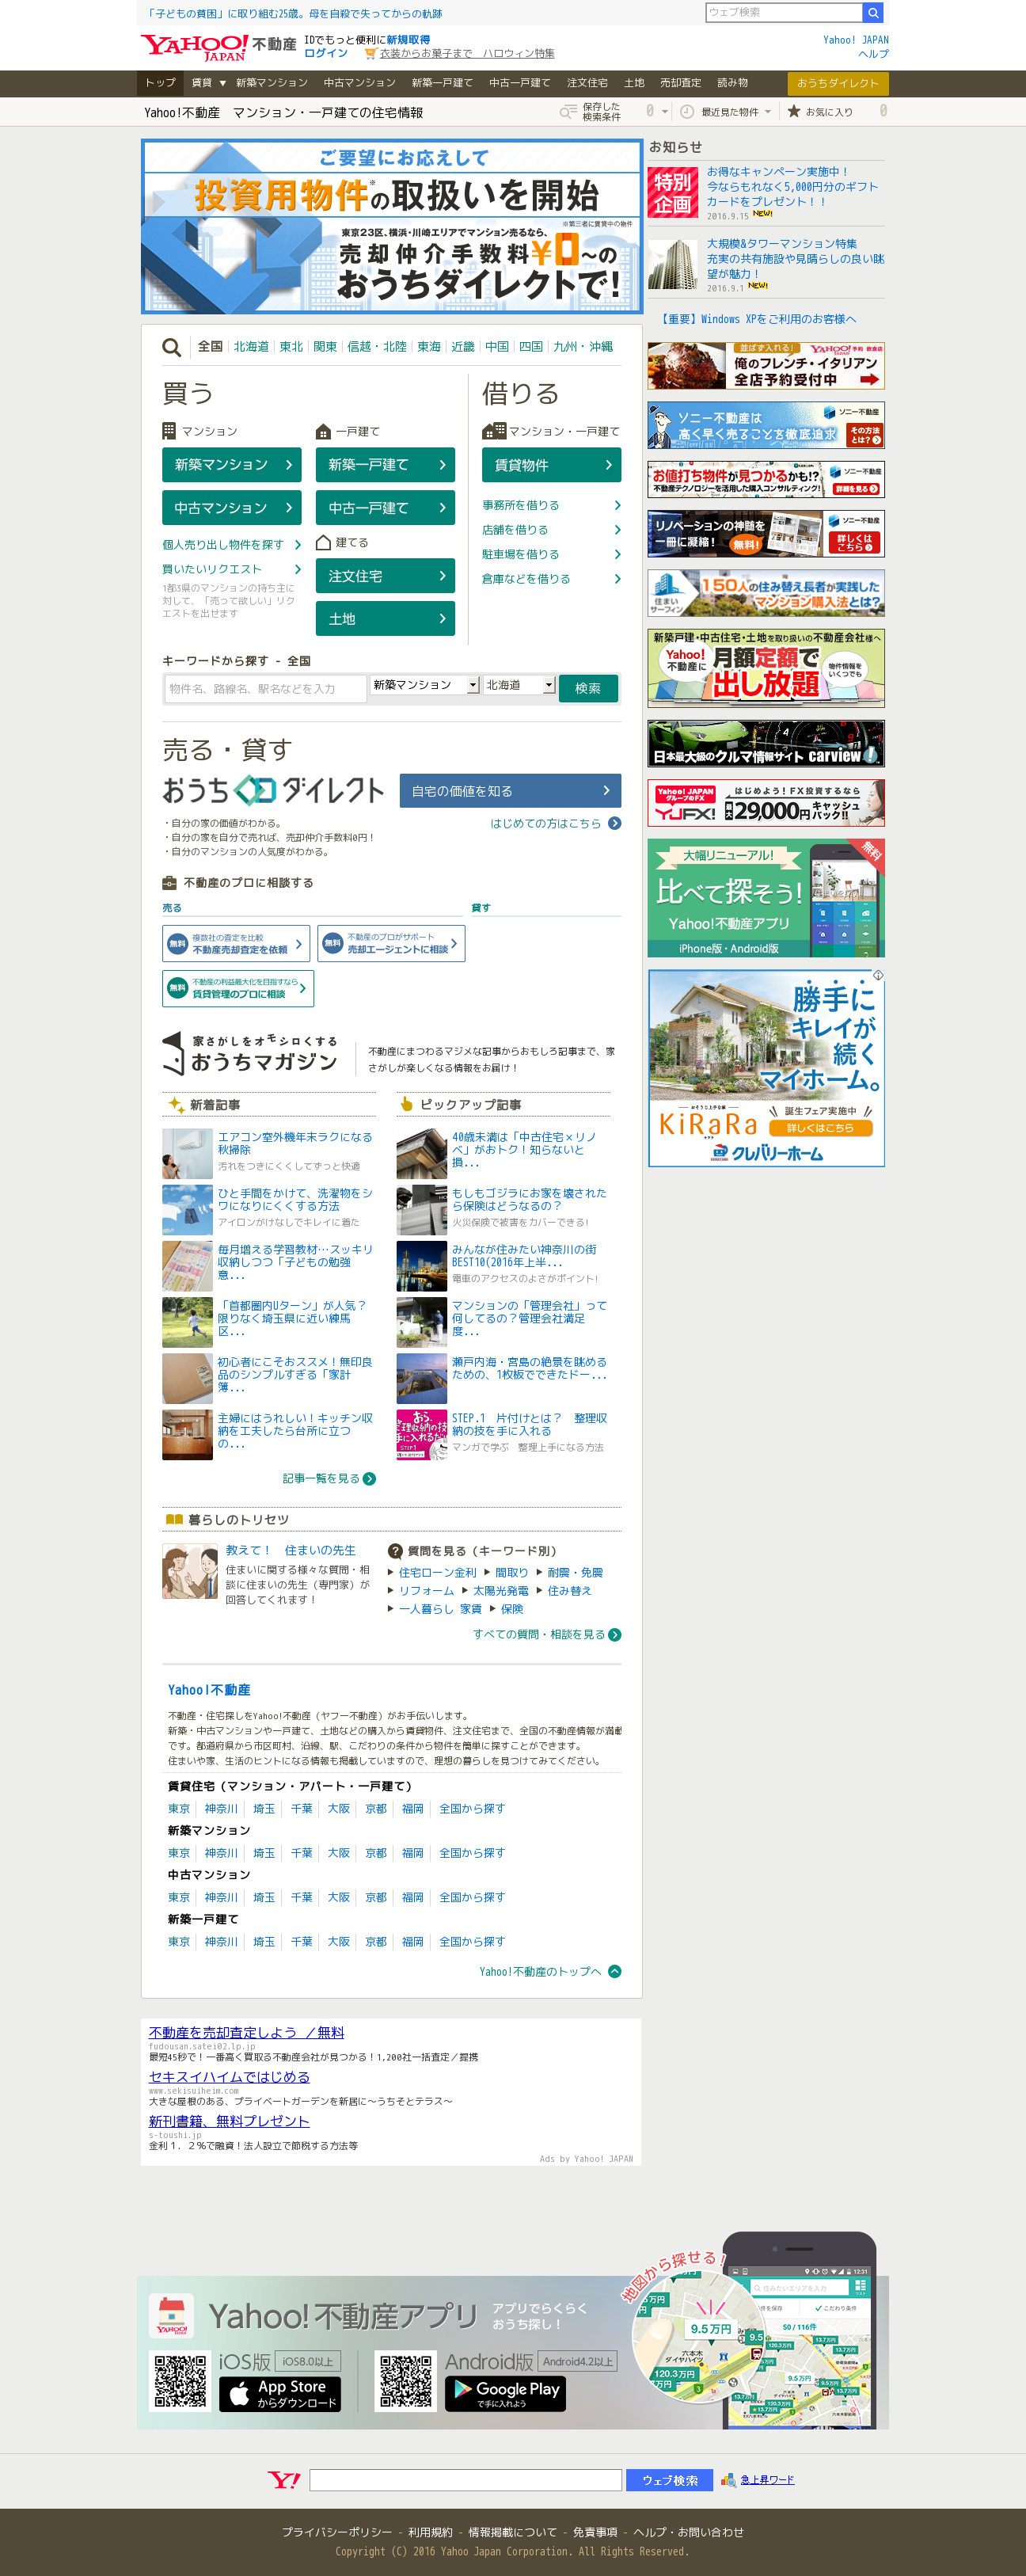 「子どもの貧困」に取り組む25歳。母を自殺で失ってからの軌跡
ウェブ検索
YAHOO! JAPAN 不動産
IDでもっと便利に新規取得
ログイン
衣装からお菓子まで　ハロウィン特集
Yahoo! JAPAN
ヘルプ
トップ 賃貸 ▼ 新築マンション 中古マンション 新築一戸建て 中古一戸建て 注文住宅 土地 売却査定 読み物 おうちダイレクト
Yahoo!不動産　マンション・一戸建ての住宅情報
保存した検索条件 0
最近見た物件
お気に入り 0
ご要望にお応えして
投資用物件※の取扱いを開始
※第三者に賃貸中の物件
東京23区、横浜・川崎エリアでマンション売るなら、
売却仲介手数料¥0〜の
おうちダイレクトで!
お知らせ
特別企画
お得なキャンペーン実施中！
今ならもれなく5,000円分のギフトカードをプレゼント！！
2016.9.15 NEW!
大規模&タワーマンション特集
充実の共有施設や見晴らしの良い眺望が魅力！
2016.9.1 NEW!
【重要】Windows XPをご利用のお客様へ
全国 北海道 東北 関東 信越・北陸 東海 近畿 中国 四国 九州・沖縄
買う
マンション
新築マンション
中古マンション
個人売り出し物件を探す
買いたいリクエスト
1都3県のマンションの持ち主に対して、「売って欲しい」リクエストを出せます
一戸建て
新築一戸建て
中古一戸建て
建てる
注文住宅
土地
借りる
マンション・一戸建て
賃貸物件
事務所を借りる
店舗を借りる
駐車場を借りる
倉庫などを借りる
キーワードから探す - 全国
物件名、路線名、駅名などを入力 新築マンション 北海道 検索
売る・貸す
おうちダイレクト
自宅の価値を知る
・自分の家の価値がわかる。
・自分の家を自分で売れば、売却仲介手数料0円！
・自分のマンションの人気度がわかる。
はじめての方はこちら
不動産のプロに相談する
売る
貸す
無料 複数社の査定を比較 不動産売却査定を依頼
無料 不動産のプロがサポート 売却エージェントに相談
無料 不動産の利益最大化を目指すなら 賃貸管理のプロに相談
家さがしをオモシロくする
おうちマガジン
不動産にまつわるマジメな記事からおもしろ記事まで、家さがしが楽しくなる情報をお届け！
新着記事
エアコン室外機年末ラクになる秋掃除
汚れをつきにくくしてずっと快適
ひと手間をかけて、洗濯物をシワになりにくくする方法
アイロンがけなしでキレイに着た
毎月増える学習教材…スッキリ収納しつつ「子どもの勉強意...
「首都圏内Uターン」が人気？限りなく埼玉県に近い練馬区...
初心者にこそおススメ！無印良品のシンプルすぎる「家計簿...
主婦にはうれしい！キッチン収納を工夫したら台所に立つの...
記事一覧を見る
ピックアップ記事
40歳未満は「中古住宅×リノベ」がおトク！知らないと損...
もしもゴジラにお家を壊されたら保険はどうなるの？
火災保険で被害をカバーできる!
みんなが住みたい神奈川の街BEST10(2016年上半...
電車のアクセスのよさがポイント!
マンションの「管理会社」って何してるの？管理会社満足度...
瀬戸内海・宮島の絶景を眺めるための、1枚板でできたドー...
STEP.1　片付けとは？　整理収納の技を手に入れる
マンガで学ぶ　整理上手になる方法
暮らしのトリセツ
教えて！　住まいの先生
住まいに関する様々な質問・相談に住まいの先生（専門家）が回答してくれます！
質問を見る（キーワード別）
住宅ローン金利 間取り 耐震・免震
リフォーム 太陽光発電 住み替え
一人暮らし 家賃 保険
すべての質問・相談を見る
Yahoo!不動産
不動産・住宅探しをYahoo!不動産（ヤフー不動産）がお手伝いします。
新築・中古マンションや一戸建て、土地などの購入から賃貸物件、注文住宅まで、全国の不動産情報が満載
です。都道府県から市区町村、沿線、駅、こだわりの条件から物件を簡単に探すことができます。
住まいや家、生活のヒントになる情報も掲載していますので、理想の暮らしを見つけてみてください。
賃貸住宅（マンション・アパート・一戸建て）
東京 神奈川 埼玉 千葉 大阪 京都 福岡 全国から探す
新築マンション
東京 神奈川 埼玉 千葉 大阪 京都 福岡 全国から探す
中古マンション
東京 神奈川 埼玉 千葉 大阪 京都 福岡 全国から探す
新築一戸建て
東京 神奈川 埼玉 千葉 大阪 京都 福岡 全国から探す
Yahoo!不動産のトップへ
並ばず入れる! YAHOO! JAPAN 予約 飲食店
俺のフレンチ・イタリアン
全店予約受付中
ソニー不動産は
高く早く売ることを徹底追求
ソニー不動産
その方法とは?
お値打ち物件が見つかるかも!?
不動産テクノロジーを活用した購入コンサルティング!
ソニー不動産
詳細を見る
リノベーションの神髄を一冊に凝縮！ 無料!
ソニー不動産
詳しくはこちら
住まいサーフィン
150人の住み替え長者が実践した
マンション購入法とは?
新築戸建・中古住宅・土地を取り扱いの不動産会社様へ
Yahoo!不動産に
月額定額で
出し放題
物件情報をいくつでも
日本最大級のクルマ情報サイト carview!
Yahoo! JAPANグループのFX
YJFX!
はじめよう！FX投資するなら
最大29,000円キャッシュバック!
無料
大幅リニューアル!
比べて探そう!
Yahoo!不動産アプリ
iPhone版・Android版
勝手に
キレイが
続く
マイホーム。
KiRaRa
キラら
誕生フェア実施中
詳しくはこちら
クレバリーホーム
不動産を売却査定しよう ／無料
fudousan.satei02.lp.jp
最短45秒で！一番高く買取る不動産会社が見つかる！1,200社一括査定／提携
セキスイハイムではじめる
www.sekisuiheim.com
大きな屋根のある、プライベートガーデンを新居に〜うちそとテラス〜
新刊書籍、無料プレゼント
s-toushi.jp
金利１．２％で融資！法人設立で節税する方法等
Ads by Yahoo! JAPAN
地図から探せる!
Yahoo!不動産アプリ
アプリでらくらくおうち探し！
iOS版 iOS8.0以上
App Storeからダウンロード
Android版 Android4.2以上
Google Playで手に入れよう
9.5万円
六本木
120.3万円
12:31
住みたいエリアを入力
こだわり条件
50 / 116件
Y!
ウェブ検索
急上昇ワード
プライバシーポリシー - 利用規約 - 情報掲載について - 免責事項 - ヘルプ・お問い合わせ
Copyright (C) 2016 Yahoo Japan Corporation. All Rights Reserved.